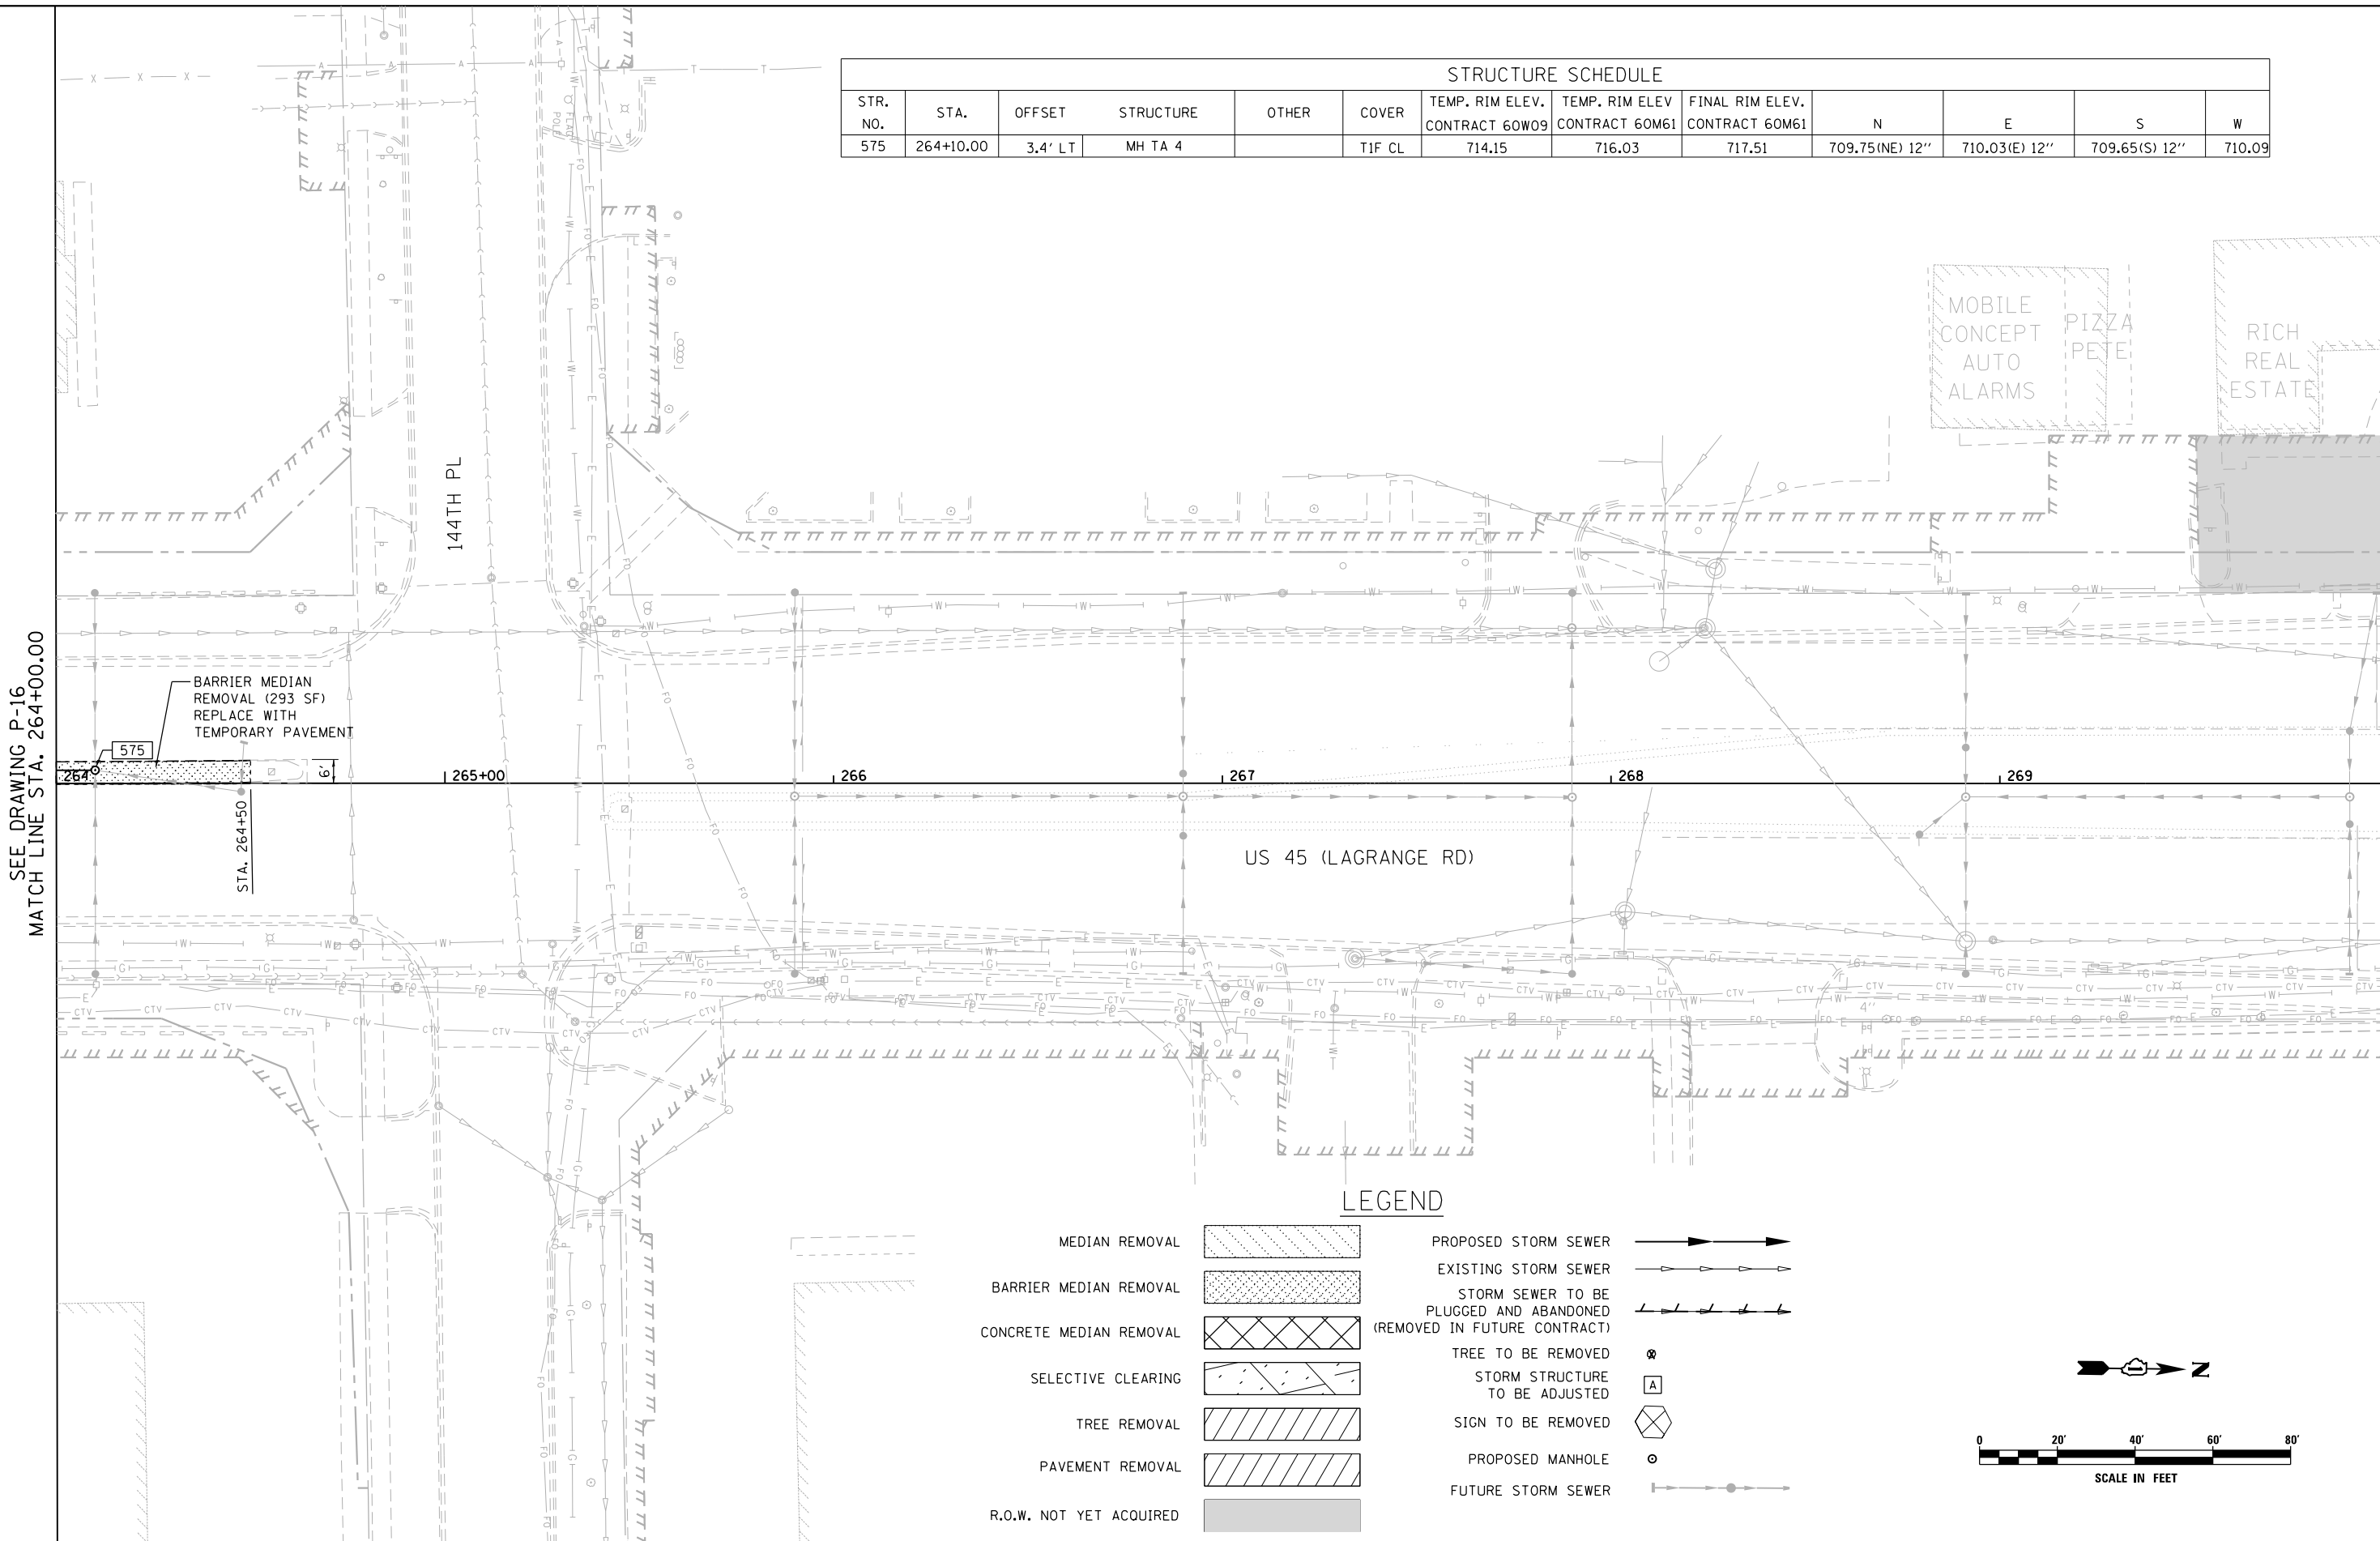 STRUCTURE SCHEDULE
STR. NO. STA. OFFSET STRUCTURE OTHER COVER TEMP. RIM ELEV. CONTRACT 60W09 TEMP. RIM ELEV CONTRACT 60M61 FINAL RIM ELEV. CONTRACT 60M61 N E S W
575 264+10.00 3.4' LT MH TA 4 T1F CL 714.15 716.03 717.51 709.75(NE) 12'' 710.03(E) 12'' 709.65(S) 12'' 710.09
FLAG
POLE
MOBILE
CONCEPT
AUTO
ALARMS
PIZZA
PETE
RICH
REAL
ESTATE
144TH PL
SEE DRAWING P-16
MATCH LINE STA. 264+00.00
BARRIER MEDIAN
REMOVAL (293 SF)
REPLACE WITH
TEMPORARY PAVEMENT
575
6'
264
265+00
266
267
268
269
STA. 264+50
US 45 (LAGRANGE RD)
6''
4''
LEGEND
MEDIAN REMOVAL
BARRIER MEDIAN REMOVAL
CONCRETE MEDIAN REMOVAL
SELECTIVE CLEARING
TREE REMOVAL
PAVEMENT REMOVAL
R.O.W. NOT YET ACQUIRED
PROPOSED STORM SEWER
EXISTING STORM SEWER
STORM SEWER TO BE
PLUGGED AND ABANDONED
(REMOVED IN FUTURE CONTRACT)
TREE TO BE REMOVED
STORM STRUCTURE
TO BE ADJUSTED
A
SIGN TO BE REMOVED
PROPOSED MANHOLE
FUTURE STORM SEWER
N
0 20' 40' 60' 80'
SCALE IN FEET